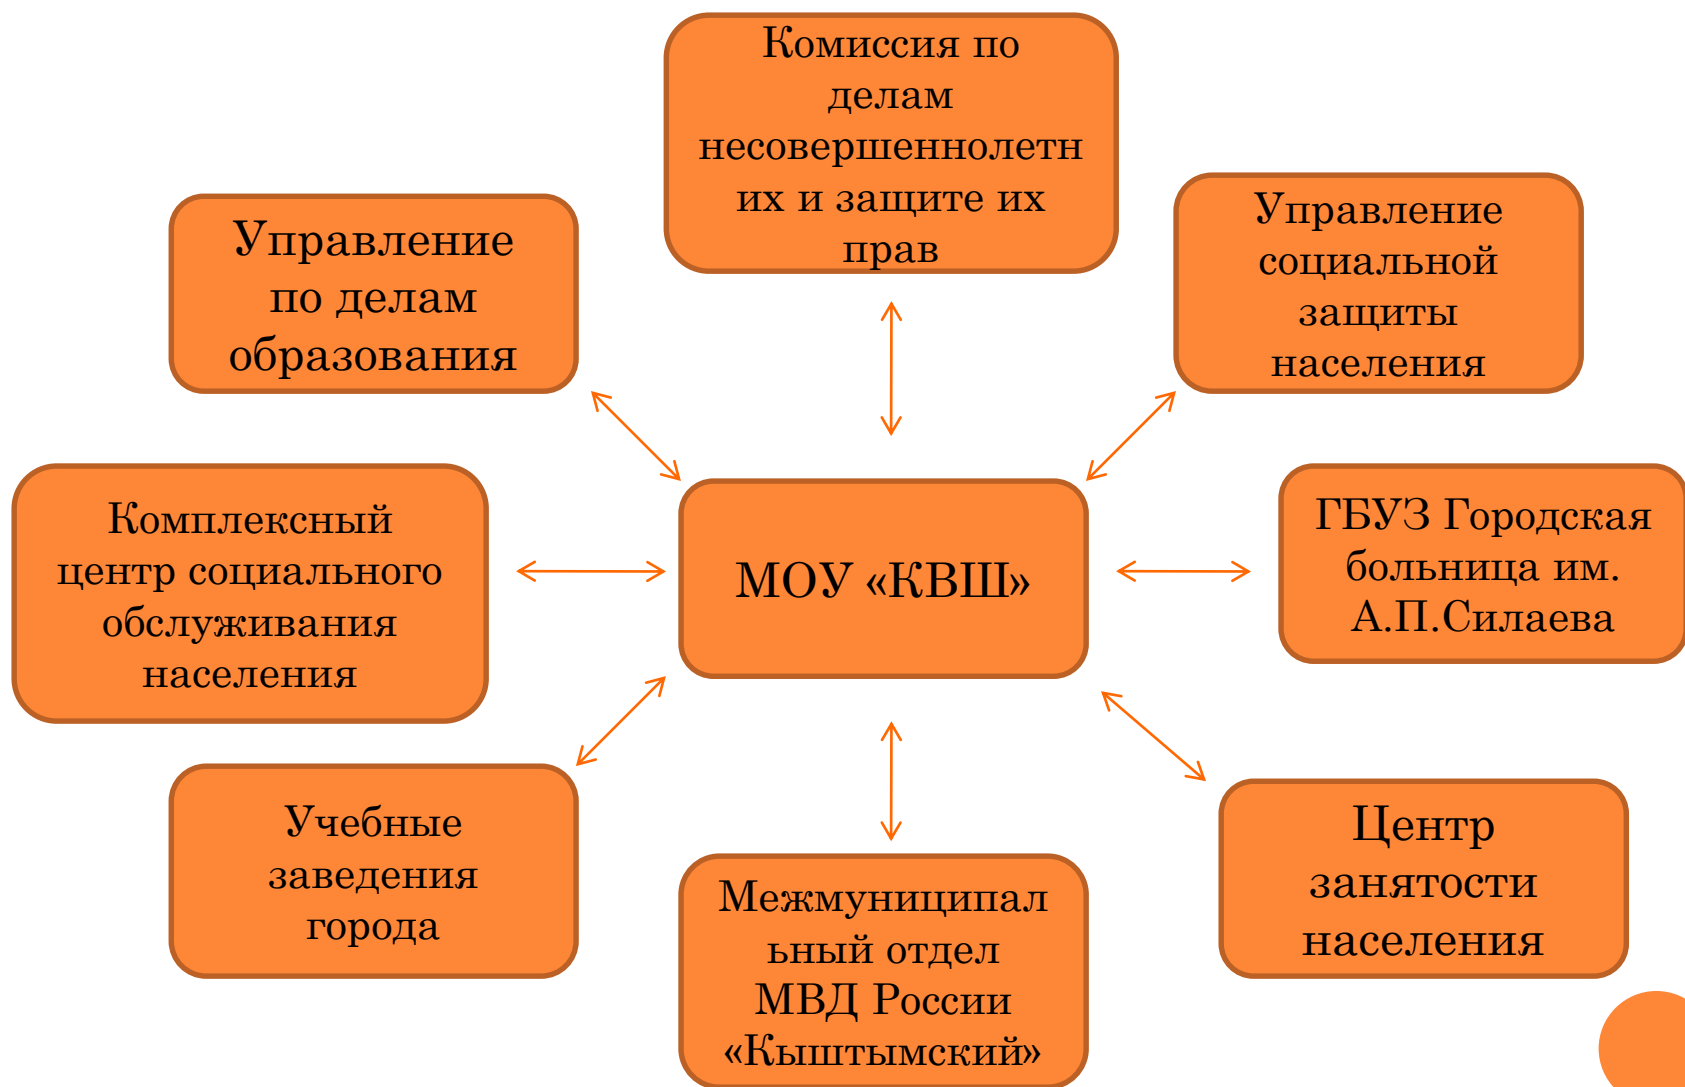 Комиссия по
делам
несовершеннолетн
их и защите их
прав
Управление
по делам
образования
Управление
социальной
защиты
населения
Комплексный
центр социального
обслуживания
населения
МОУ «КВШ»
ГБУЗ Городская
больница им.
А.П.Силаева
Учебные
заведения
города
Межмуниципал
ьный отдел
МВД России
«Кыштымский»
Центр
занятости
населения